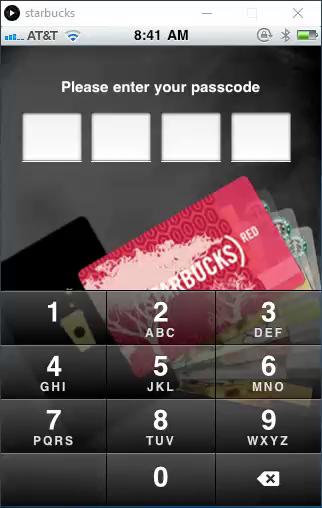 starbucks
AT&T 8:41 AM
Please enter your passcode
STARBUCKS) RED
1 2 3
ABC DEF
4 5 6
GHI JKL MNO
7 8 9
PQRS TUV WXYZ
0